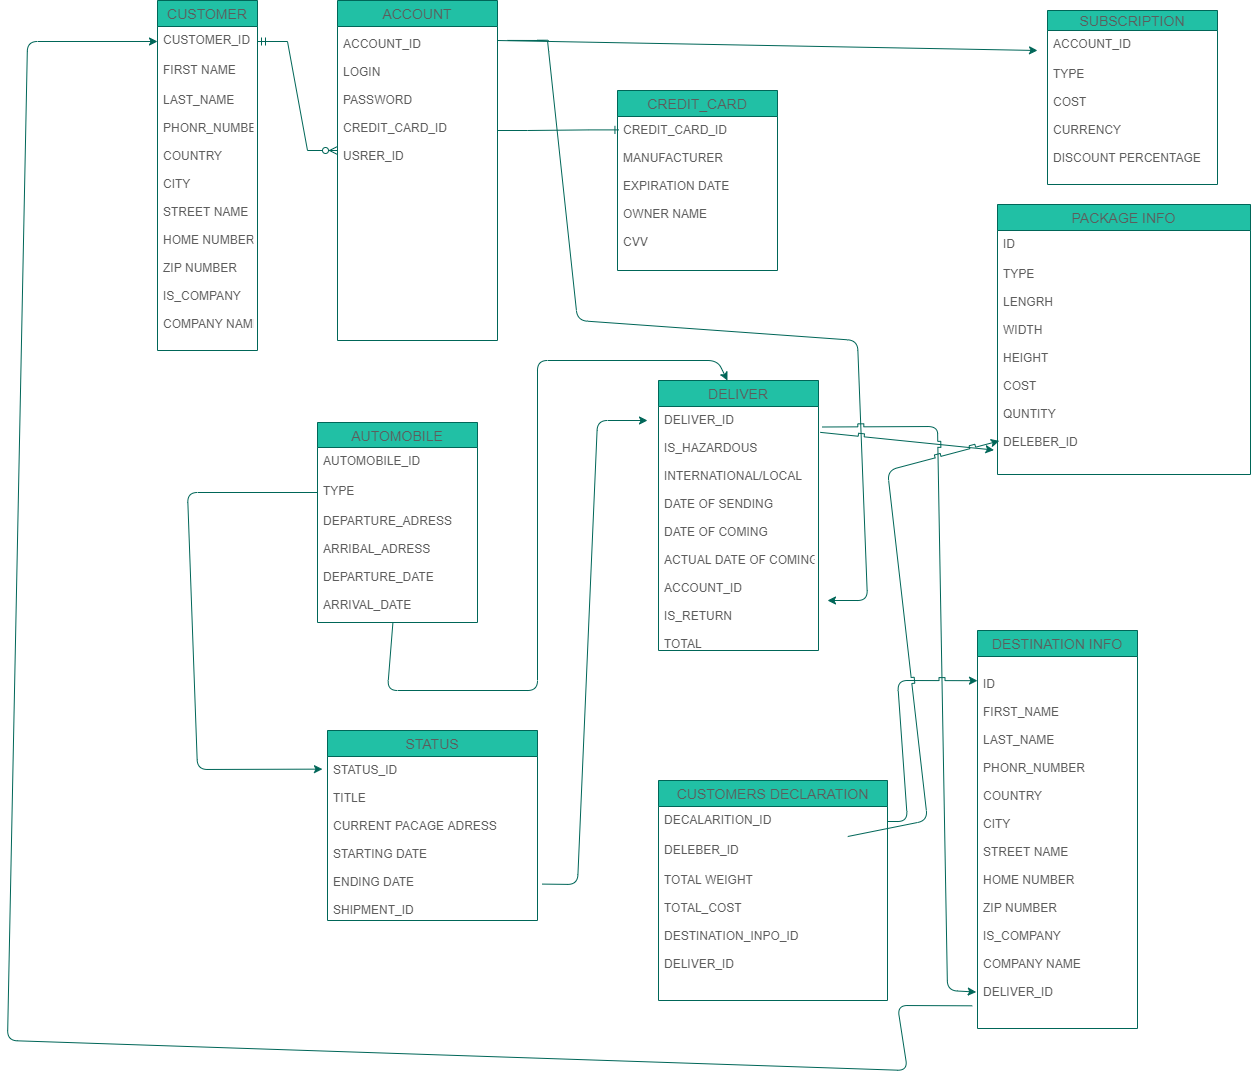 CUSTOMER
CUSTOMER_ID
FIRST NAME
LAST_NAME
PHONR_NUMBE
COUNTRY
CITY
STREET NAME
HOME NUMBER
ZIP NUMBER
IS_COMPANY
COMPANY NAM
ACCOUNT
ACCOUNT_ID
LOGIN
PASSWORD
CREDIT_CARD_ID
USRER_ID
CREDIT_CARD
CREDIT_CARD_ID
MANUFACTURER
EXPIRATION DATE
OWNER NAME
CVV
SUBSCRIPTION
ACCOUNT_ID
TYPE
COST
CURRENCY
DISCOUNT PERCENTAGE
PACKAGE INFO
ID
TYPE
LENGRH
WIDTH
HEIGHT
COST
QUNTITY
DELEBER_ID
DELIVER
DELIVER_ID
IS_HAZARDOUS
INTERNATIONAL/LOCAL
DATE OF SENDING
DATE OF COMING
ACTUAL DATE OF COMING
ACCOUNT_ID
IS_RETURN
TOTAL
AUTOMOBILE
AUTOMOBILE_ID
TYPE
DEPARTURE_ADRESS
ARRIBAL_ADRESS
DEPARTURE_DATE
ARRIVAL_DATE
STATUS
STATUS_ID
TITLE
CURRENT PACAGE ADRESS
STARTING DATE
ENDING DATE
SHIPMENT_ID
CUSTOMERS DECLARATION
DECALARITION_ID
DELEBER_ID
TOTAL WEIGHT
TOTAL_COST
DESTINATION_INPO_ID
DELIVER_ID
DESTINATION INFO
ID
FIRST_NAME
LAST_NAME
PHONR_NUMBER
COUNTRY
CITY
STREET NAME
HOME NUMBER
ZIP NUMBER
IS_COMPANY
COMPANY NAME
DELIVER_ID